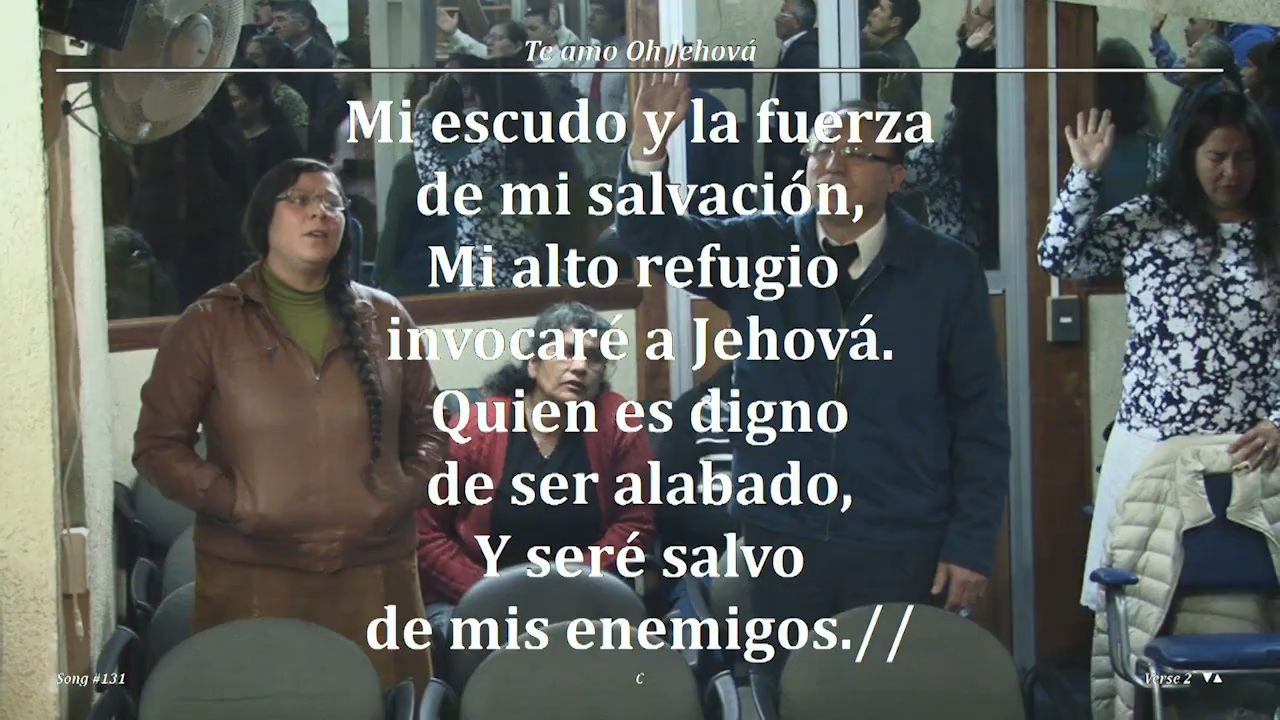 Te amo Oh Jehová
Mi escudo y la fuerza
de mi salvación,
Mi alto refugio
invocaré a Jehová.
Quien es digno
de ser alabado,
Y seré salvo
de mis enemigos.//
Song #131
C
Verse 2 ▼▲